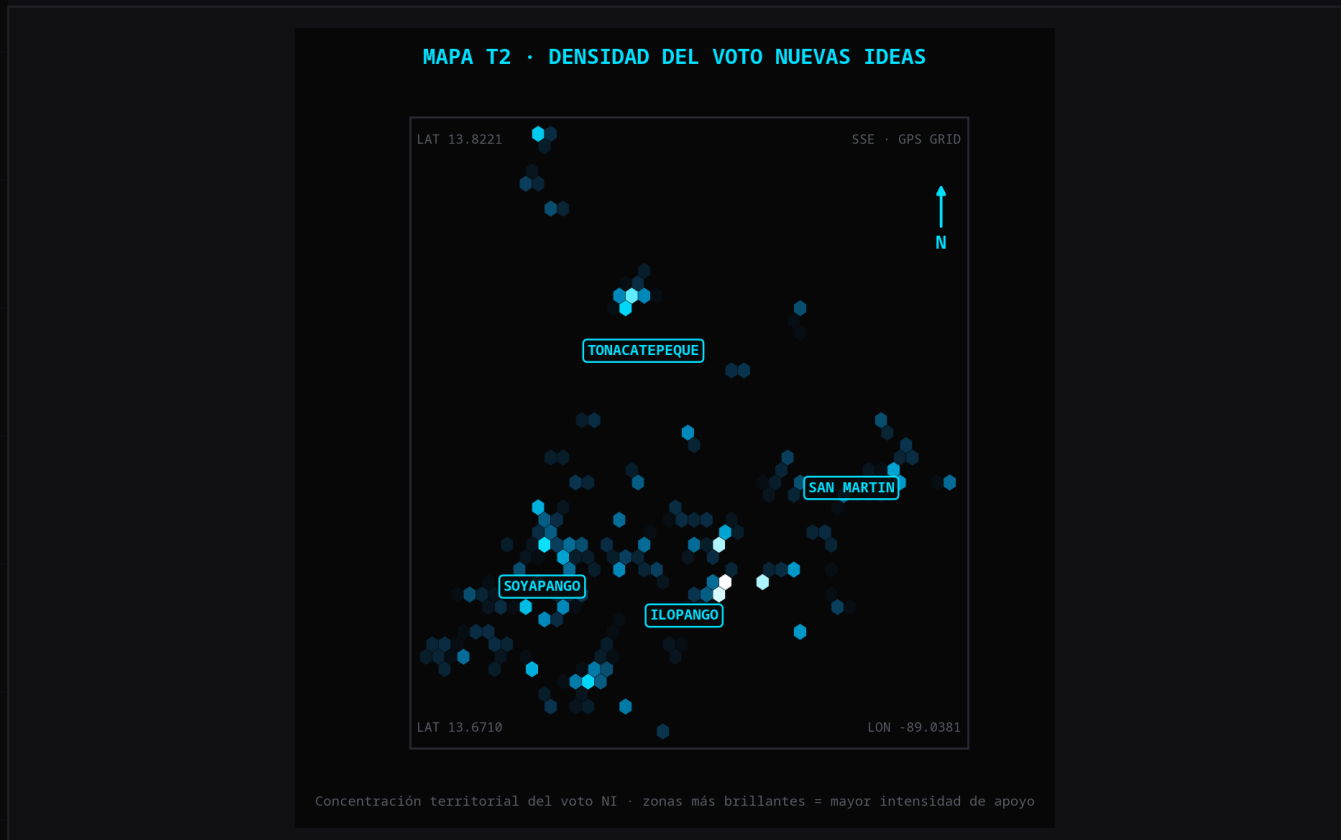 MAPA T2 · DENSIDAD DEL VOTO NUEVAS IDEAS
LAT 13.8221
SSE · GPS GRID
N
TONACATEPEQUE
SAN MARTIN
SOYAPANGO
ILOPANGO
LAT 13.6710
LON -89.0381
Concentración territorial del voto NI · zonas más brillantes = mayor intensidad de apoyo